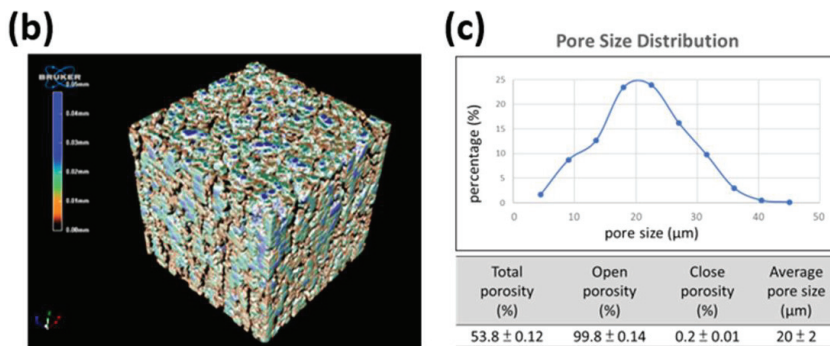 (b)
BRUKER
0.05mm
0.04mm
0.03mm
0.02mm
0.01mm
0.00mm
(c)
Pore Size Distribution
percentage (%)
25
20
15
10
5
0
0 10 20 30 40 50
pore size (μm)
Total porosity (%) Open porosity (%) Close porosity (%) Average pore size (μm)
53.8 ± 0.12 99.8 ± 0.14 0.2 ± 0.01 20 ± 2